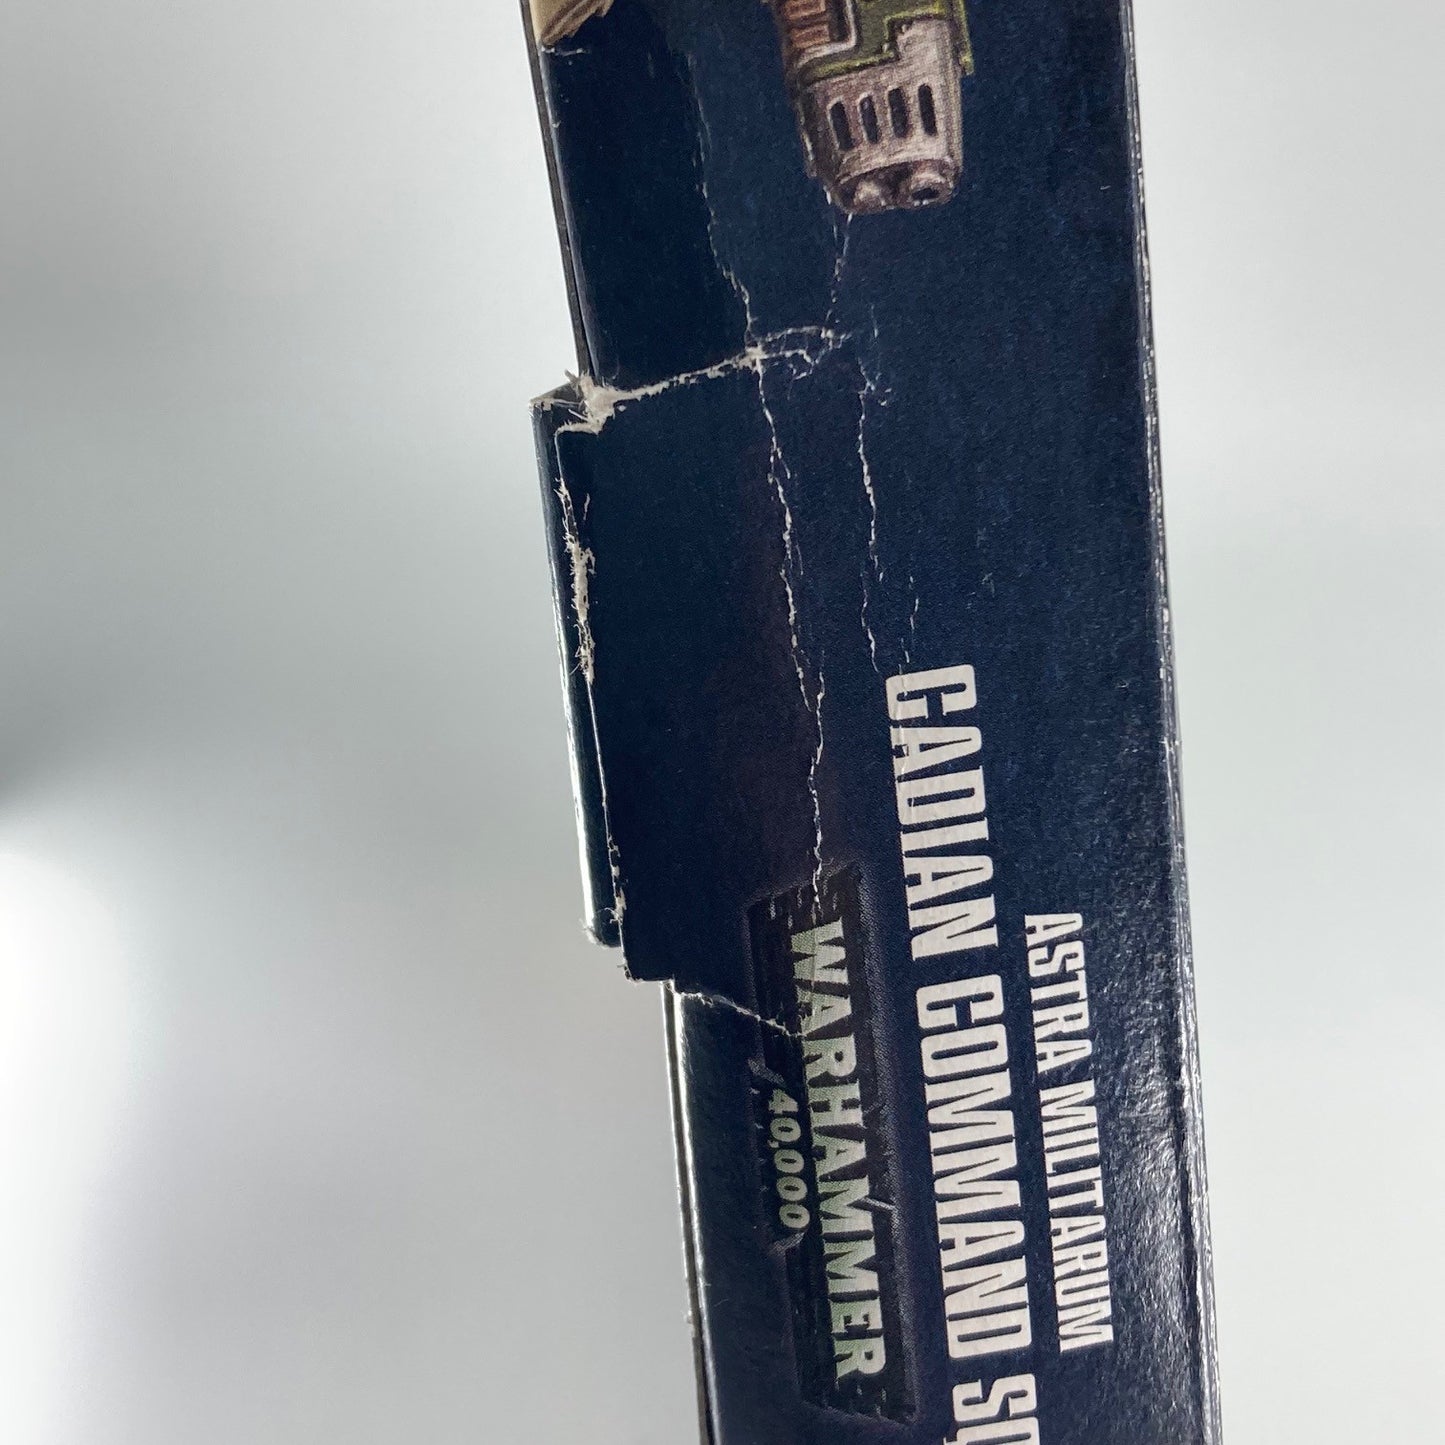 ASTRA MILITARUM
CADIAN COMMAND SQ
WARHAMMER
40,000